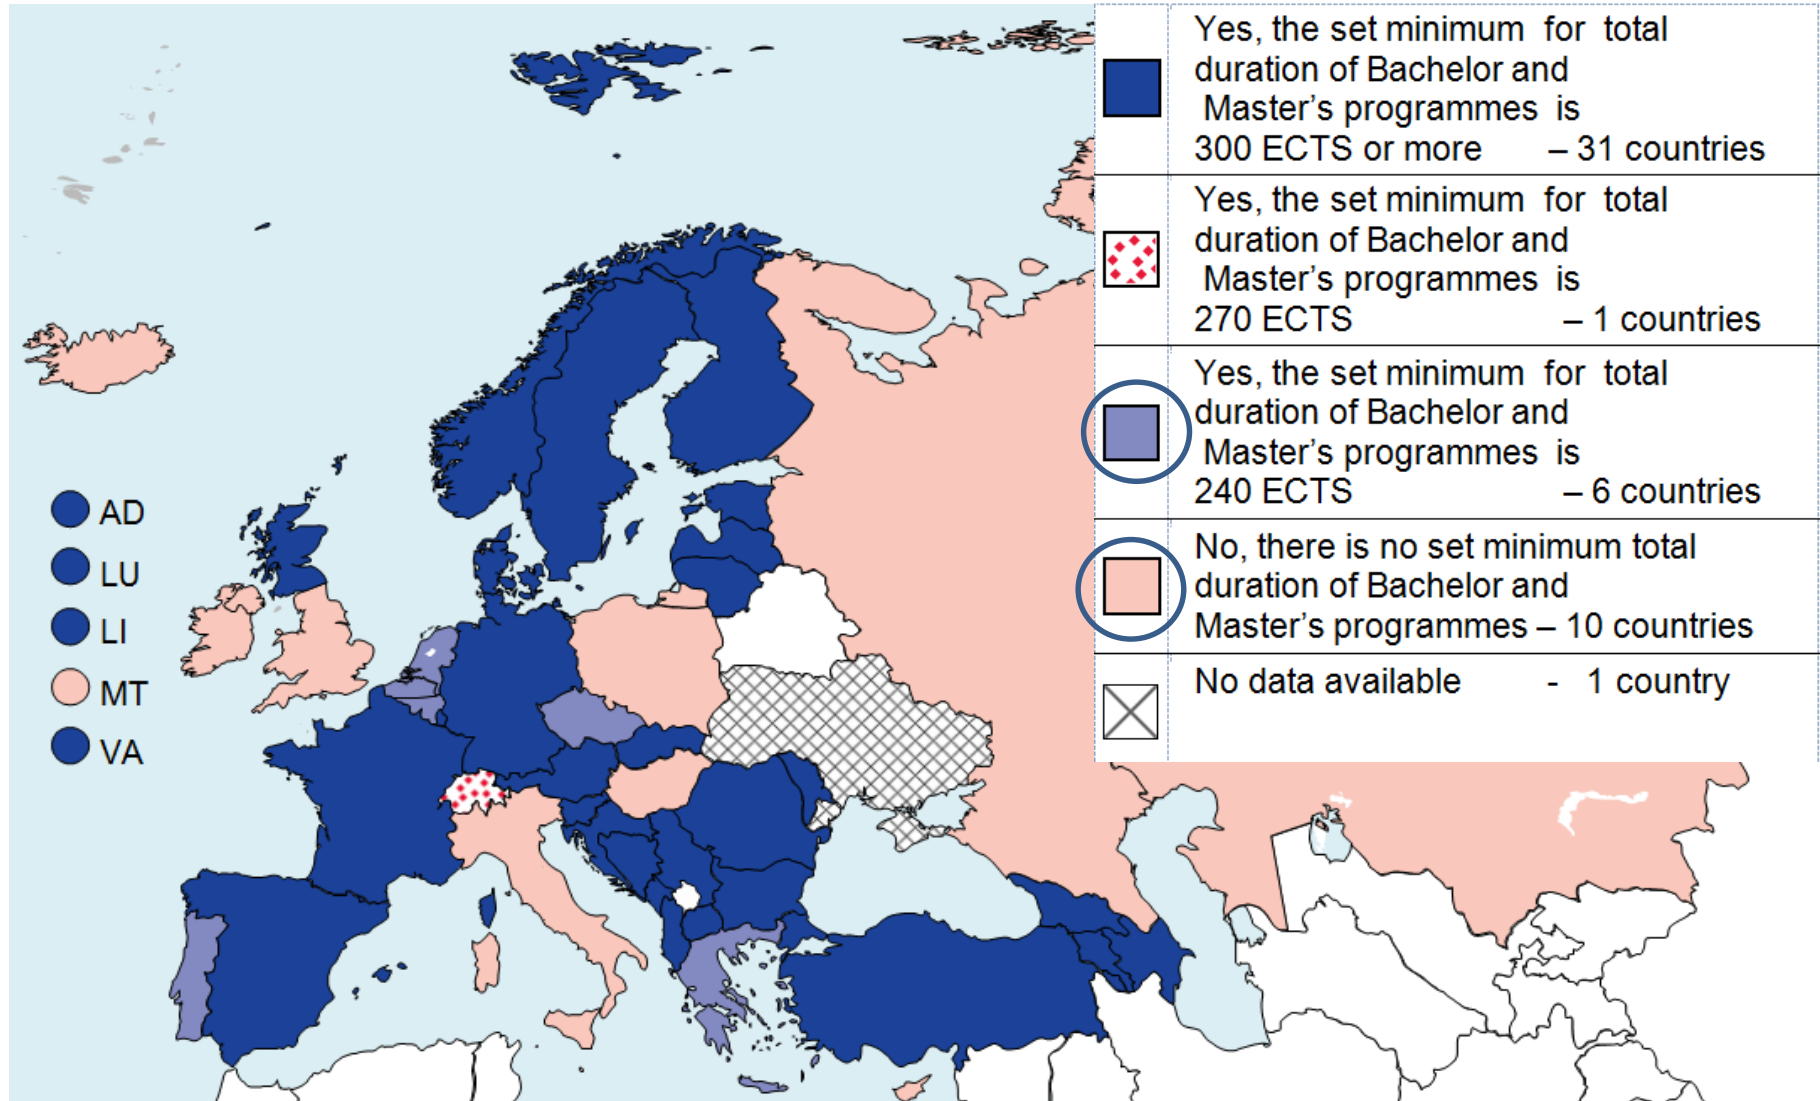 Yes, the set minimum for total
duration of Bachelor and
Master's programmes is
300 ECTS or more – 31 countries
Yes, the set minimum for total
duration of Bachelor and
Master's programmes is
270 ECTS – 1 countries
Yes, the set minimum for total
duration of Bachelor and
Master's programmes is
240 ECTS – 6 countries
No, there is no set minimum total
duration of Bachelor and
Master's programmes – 10 countries
No data available - 1 country
AD
LU
LI
MT
VA